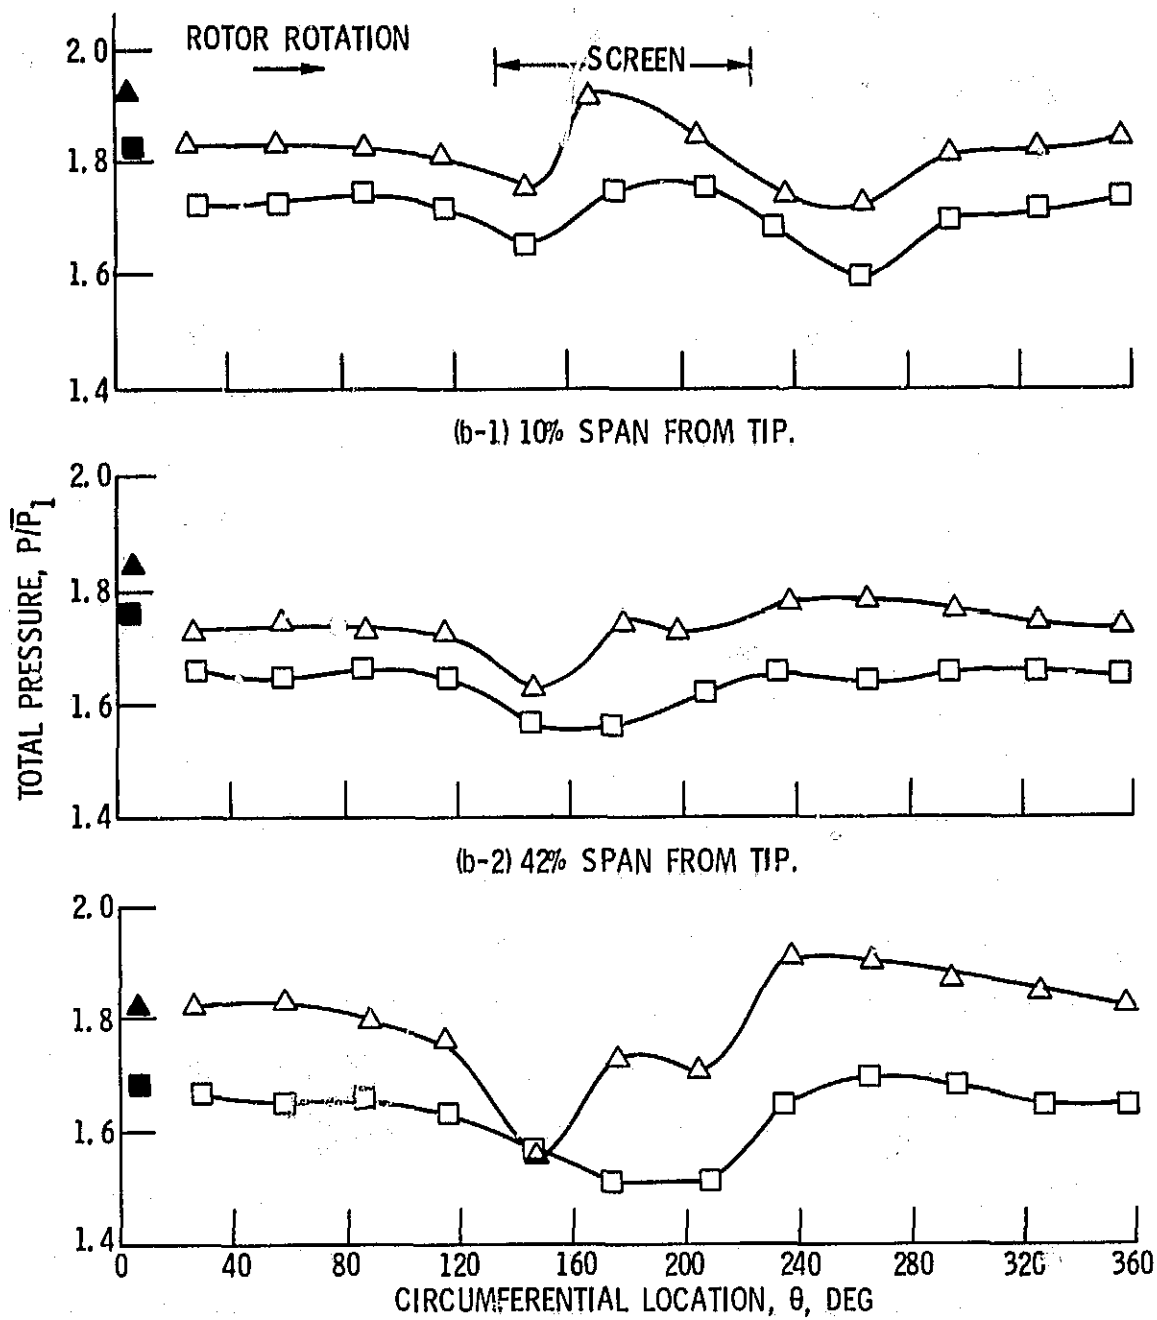 2.0
ROTOR ROTATION
SCREEN
1.8
1.6
1.4
(b-1) 10% SPAN FROM TIP.
TOTAL PRESSURE, P/P̅1
2.0
1.8
1.6
1.4
(b-2) 42% SPAN FROM TIP.
2.0
1.8
1.6
1.4
0 40 80 120 160 200 240 280 320 360
CIRCUMFERENTIAL LOCATION, θ, DEG